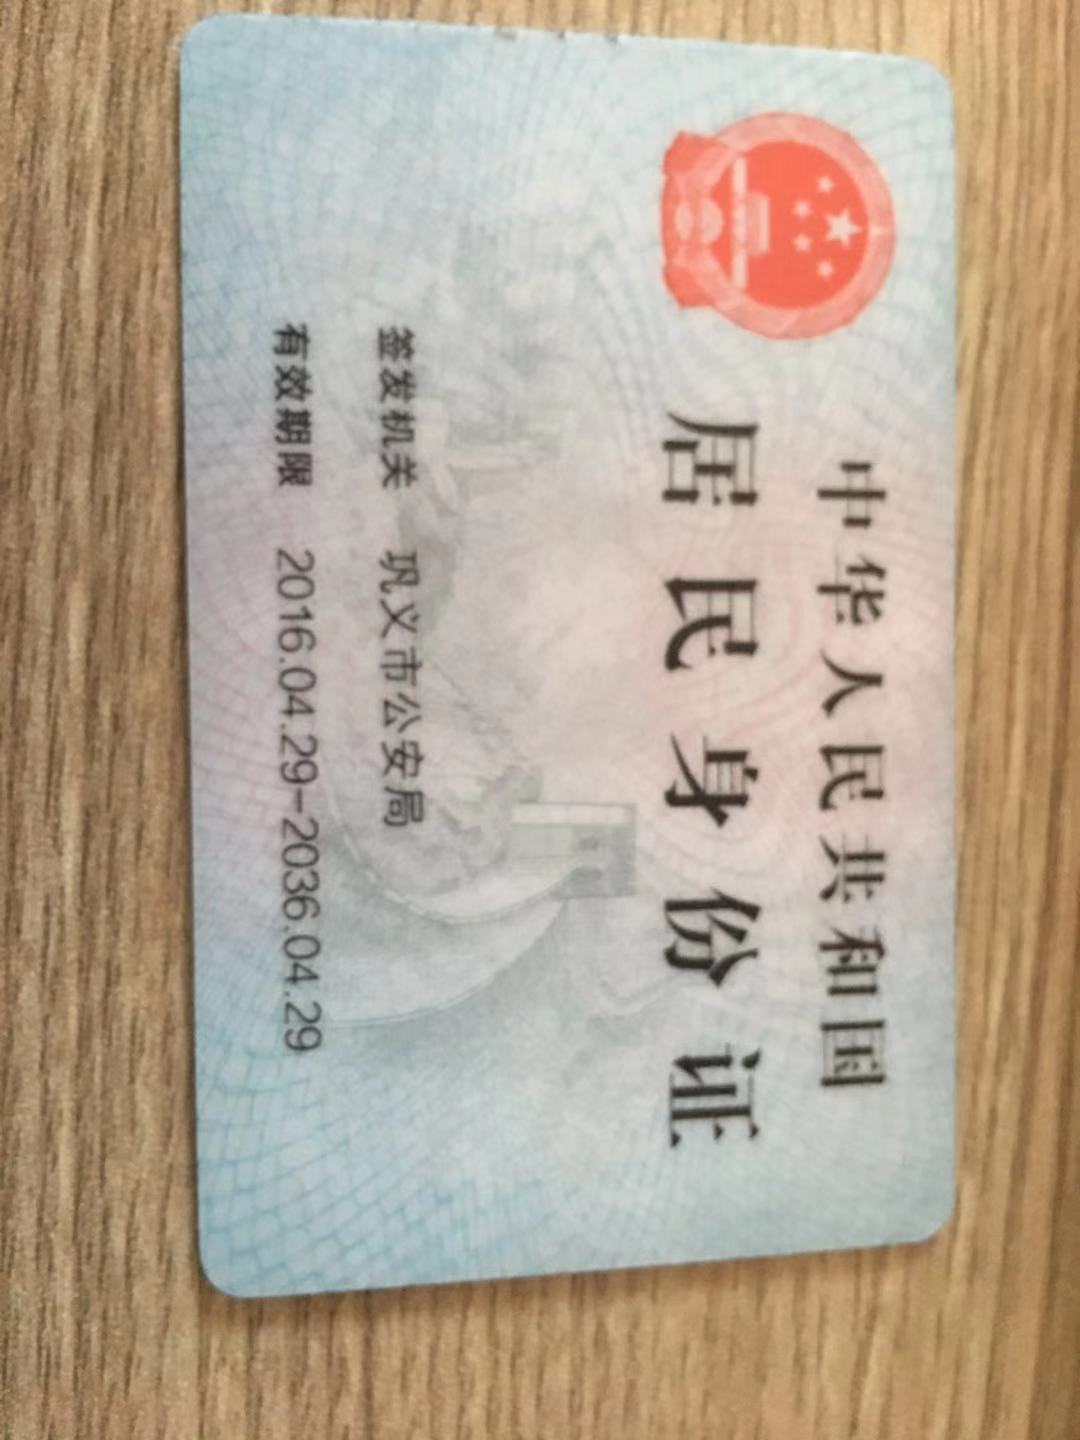 中华人民共和国
居民身份证
签发机关 巩义市公安局
有效期限 2016.04.29-2036.04.29